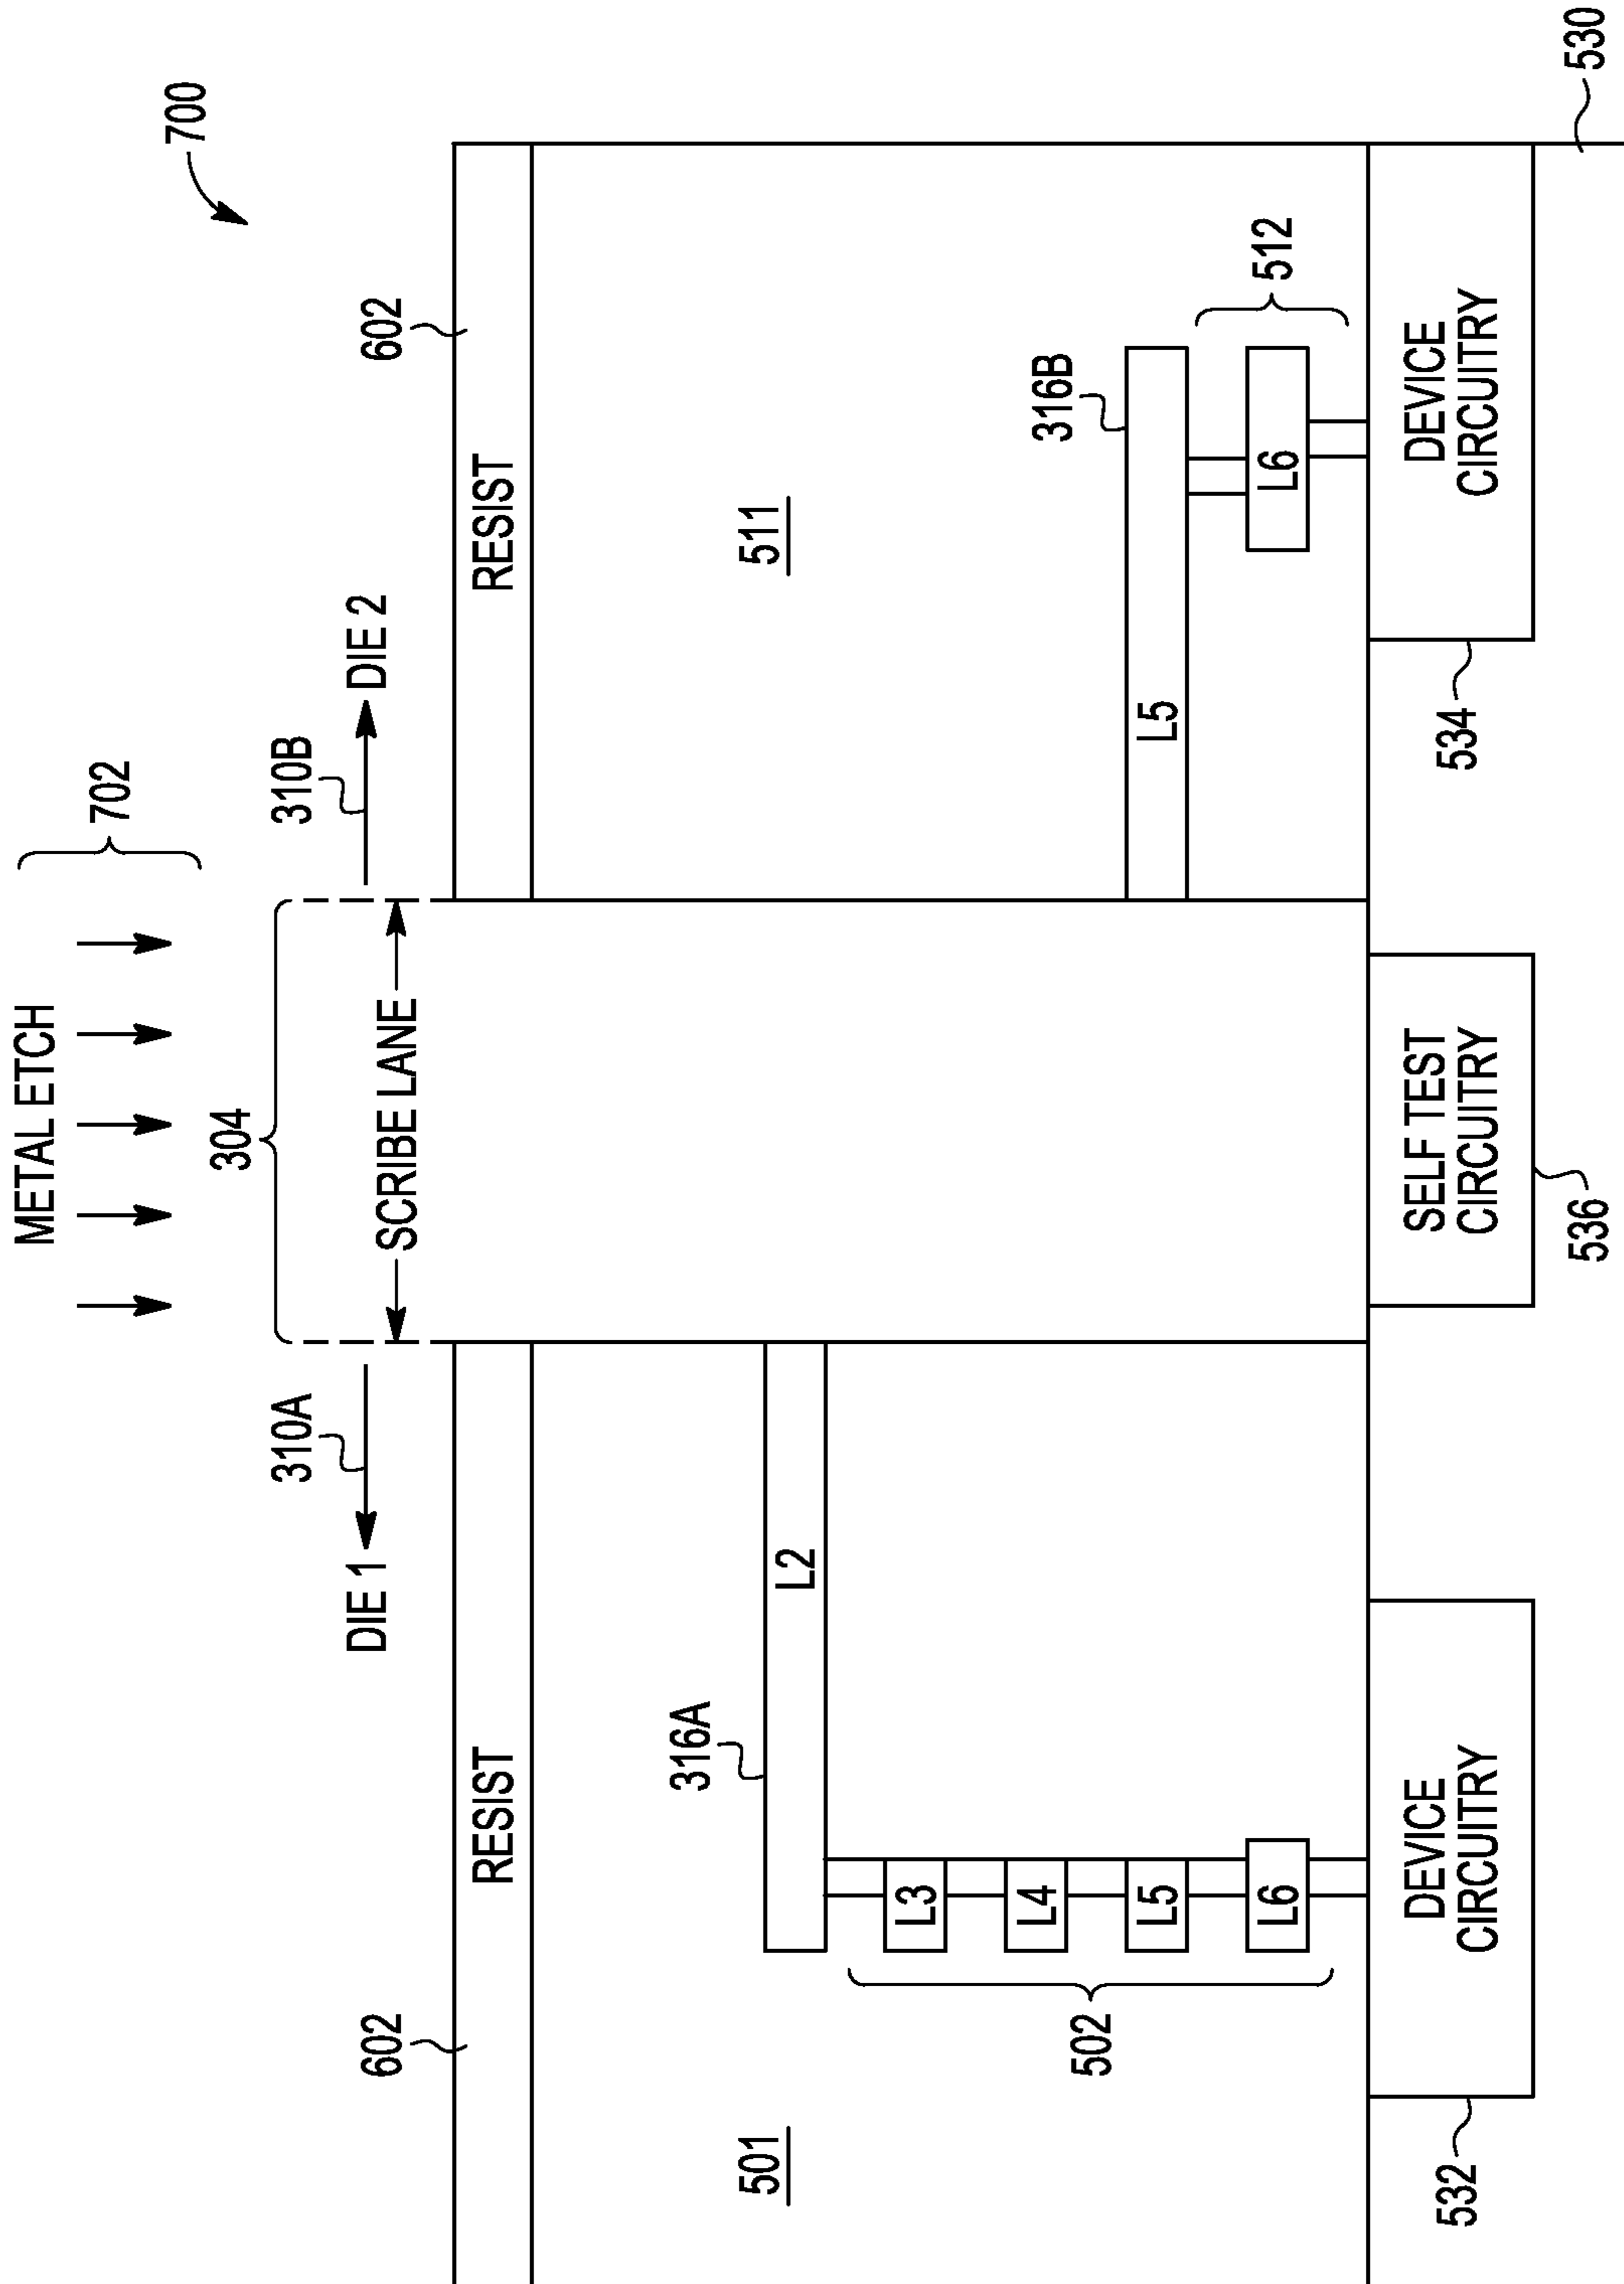 METAL ETCH
702
700
304
310A
310B
DIE 1
SCRIBE LANE
DIE 2
602
602
RESIST
RESIST
316A
501
511
L2
L3
L4
L5
L6
502
316B
L5
L6
512
DEVICE
CIRCUITRY
SELF TEST
CIRCUITRY
DEVICE
CIRCUITRY
532
536
534
530